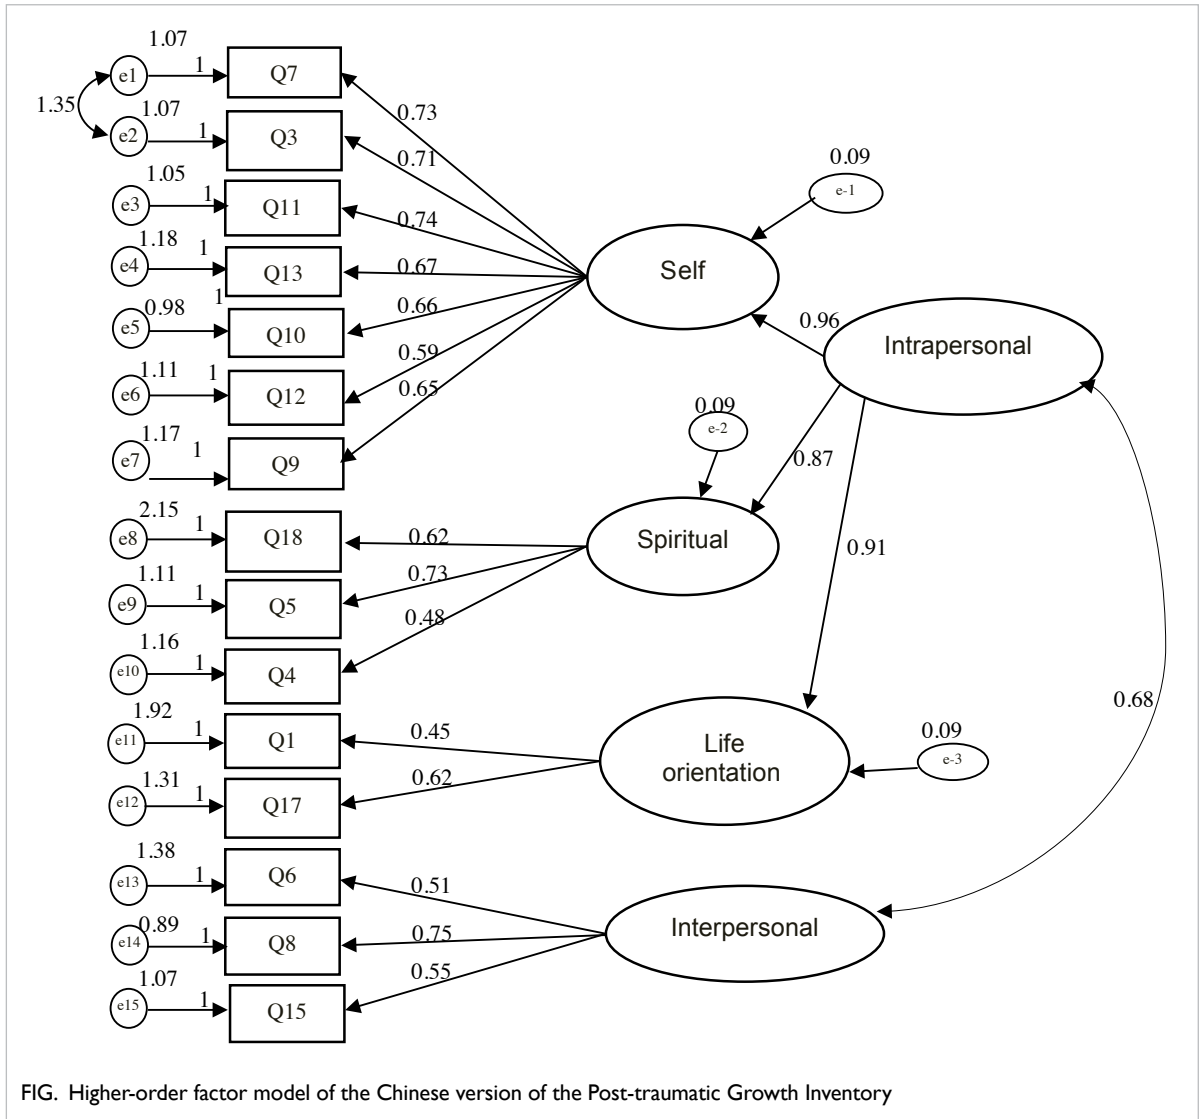 1.07
e1 1 Q7
1.35
0.73
1.07
e2 1 Q3
0.71
1.05
e3 1 Q11
0.74
0.09
e-1
1.18
e4 1 Q13
0.67
Self
0.98
e5 1 Q10
0.66
0.96
Intrapersonal
1.11
e6 1 Q12
0.59
0.65
1.17
e7 1 Q9
0.09
e-2
0.87
2.15
e8 1 Q18
0.62
Spiritual
0.91
1.11
e9 1 Q5
0.73
1.16
e10 1 Q4
0.48
0.68
1.92
e11 1 Q1
0.45
Life
orientation
0.09
e-3
1.31
e12 1 Q17
0.62
1.38
e13 1 Q6
0.51
Interpersonal
0.89
e14 1 Q8
0.75
1.07
e15 1 Q15
0.55
FIG. Higher-order factor model of the Chinese version of the Post-traumatic Growth Inventory